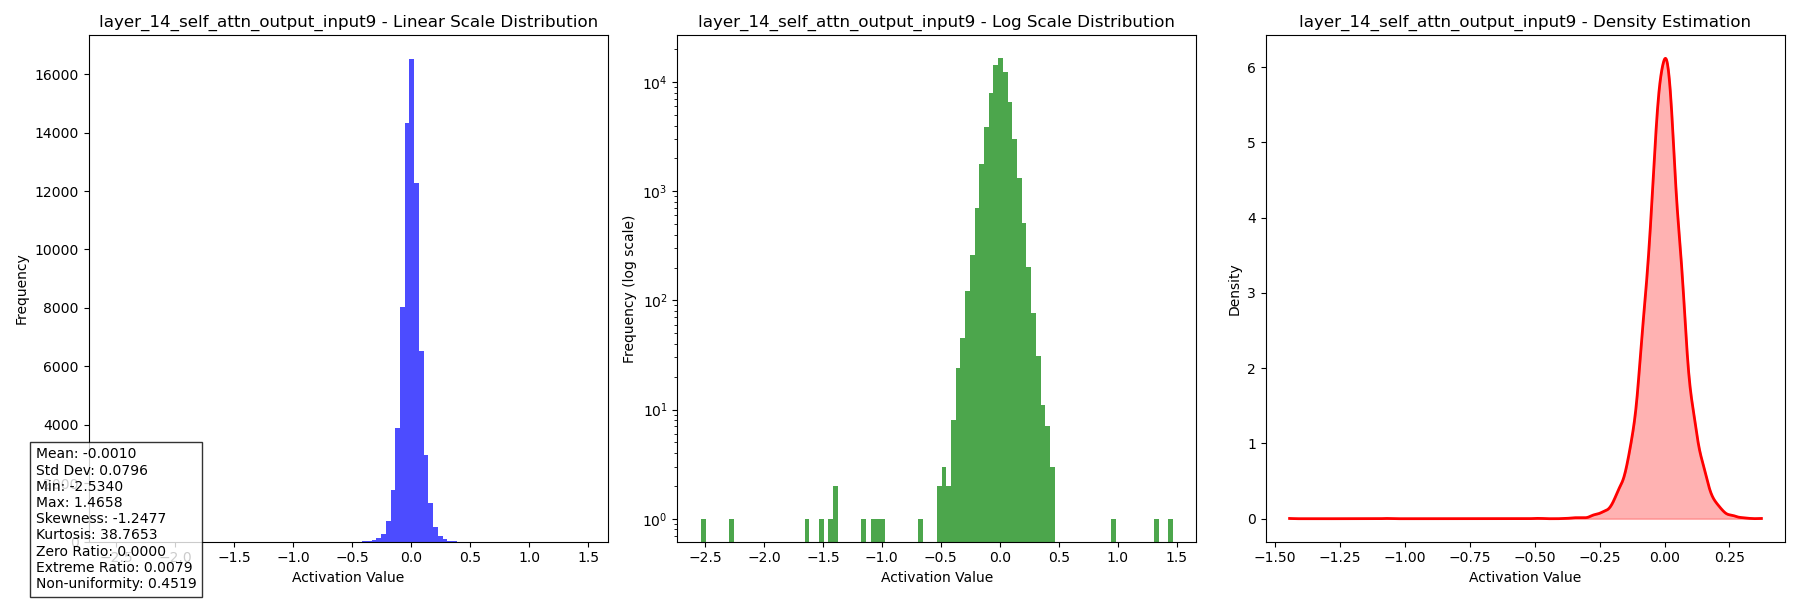 layer_14_self_attn_output_input9 - Linear Scale Distribution
Frequency
16000
14000
12000
10000
8000
6000
4000
−1.5
−1.0
−0.5
0.0
0.5
1.0
1.5
Activation Value
Mean: -0.0010
Std Dev: 0.0796
Min: -2.5340
Max: 1.4658
Skewness: -1.2477
Kurtosis: 38.7653
Zero Ratio: 0.0000
Extreme Ratio: 0.0079
Non-uniformity: 0.4519
layer_14_self_attn_output_input9 - Log Scale Distribution
Frequency (log scale)
10⁴
10³
10²
10¹
10⁰
−2.5
−2.0
−1.5
−1.0
−0.5
0.0
0.5
1.0
1.5
Activation Value
layer_14_self_attn_output_input9 - Density Estimation
Density
6
5
4
3
2
1
0
−1.50
−1.25
−1.00
−0.75
−0.50
−0.25
0.00
0.25
Activation Value